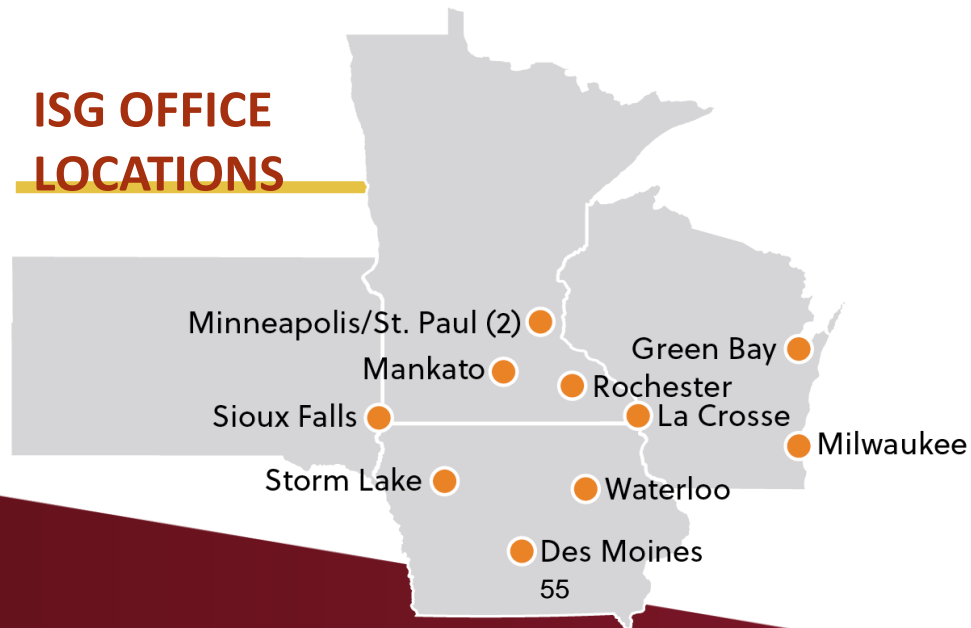 ISG OFFICE
LOCATIONS
Minneapolis/St. Paul (2)
Green Bay
Mankato
Rochester
Sioux Falls
La Crosse
Milwaukee
Storm Lake
Waterloo
Des Moines
55